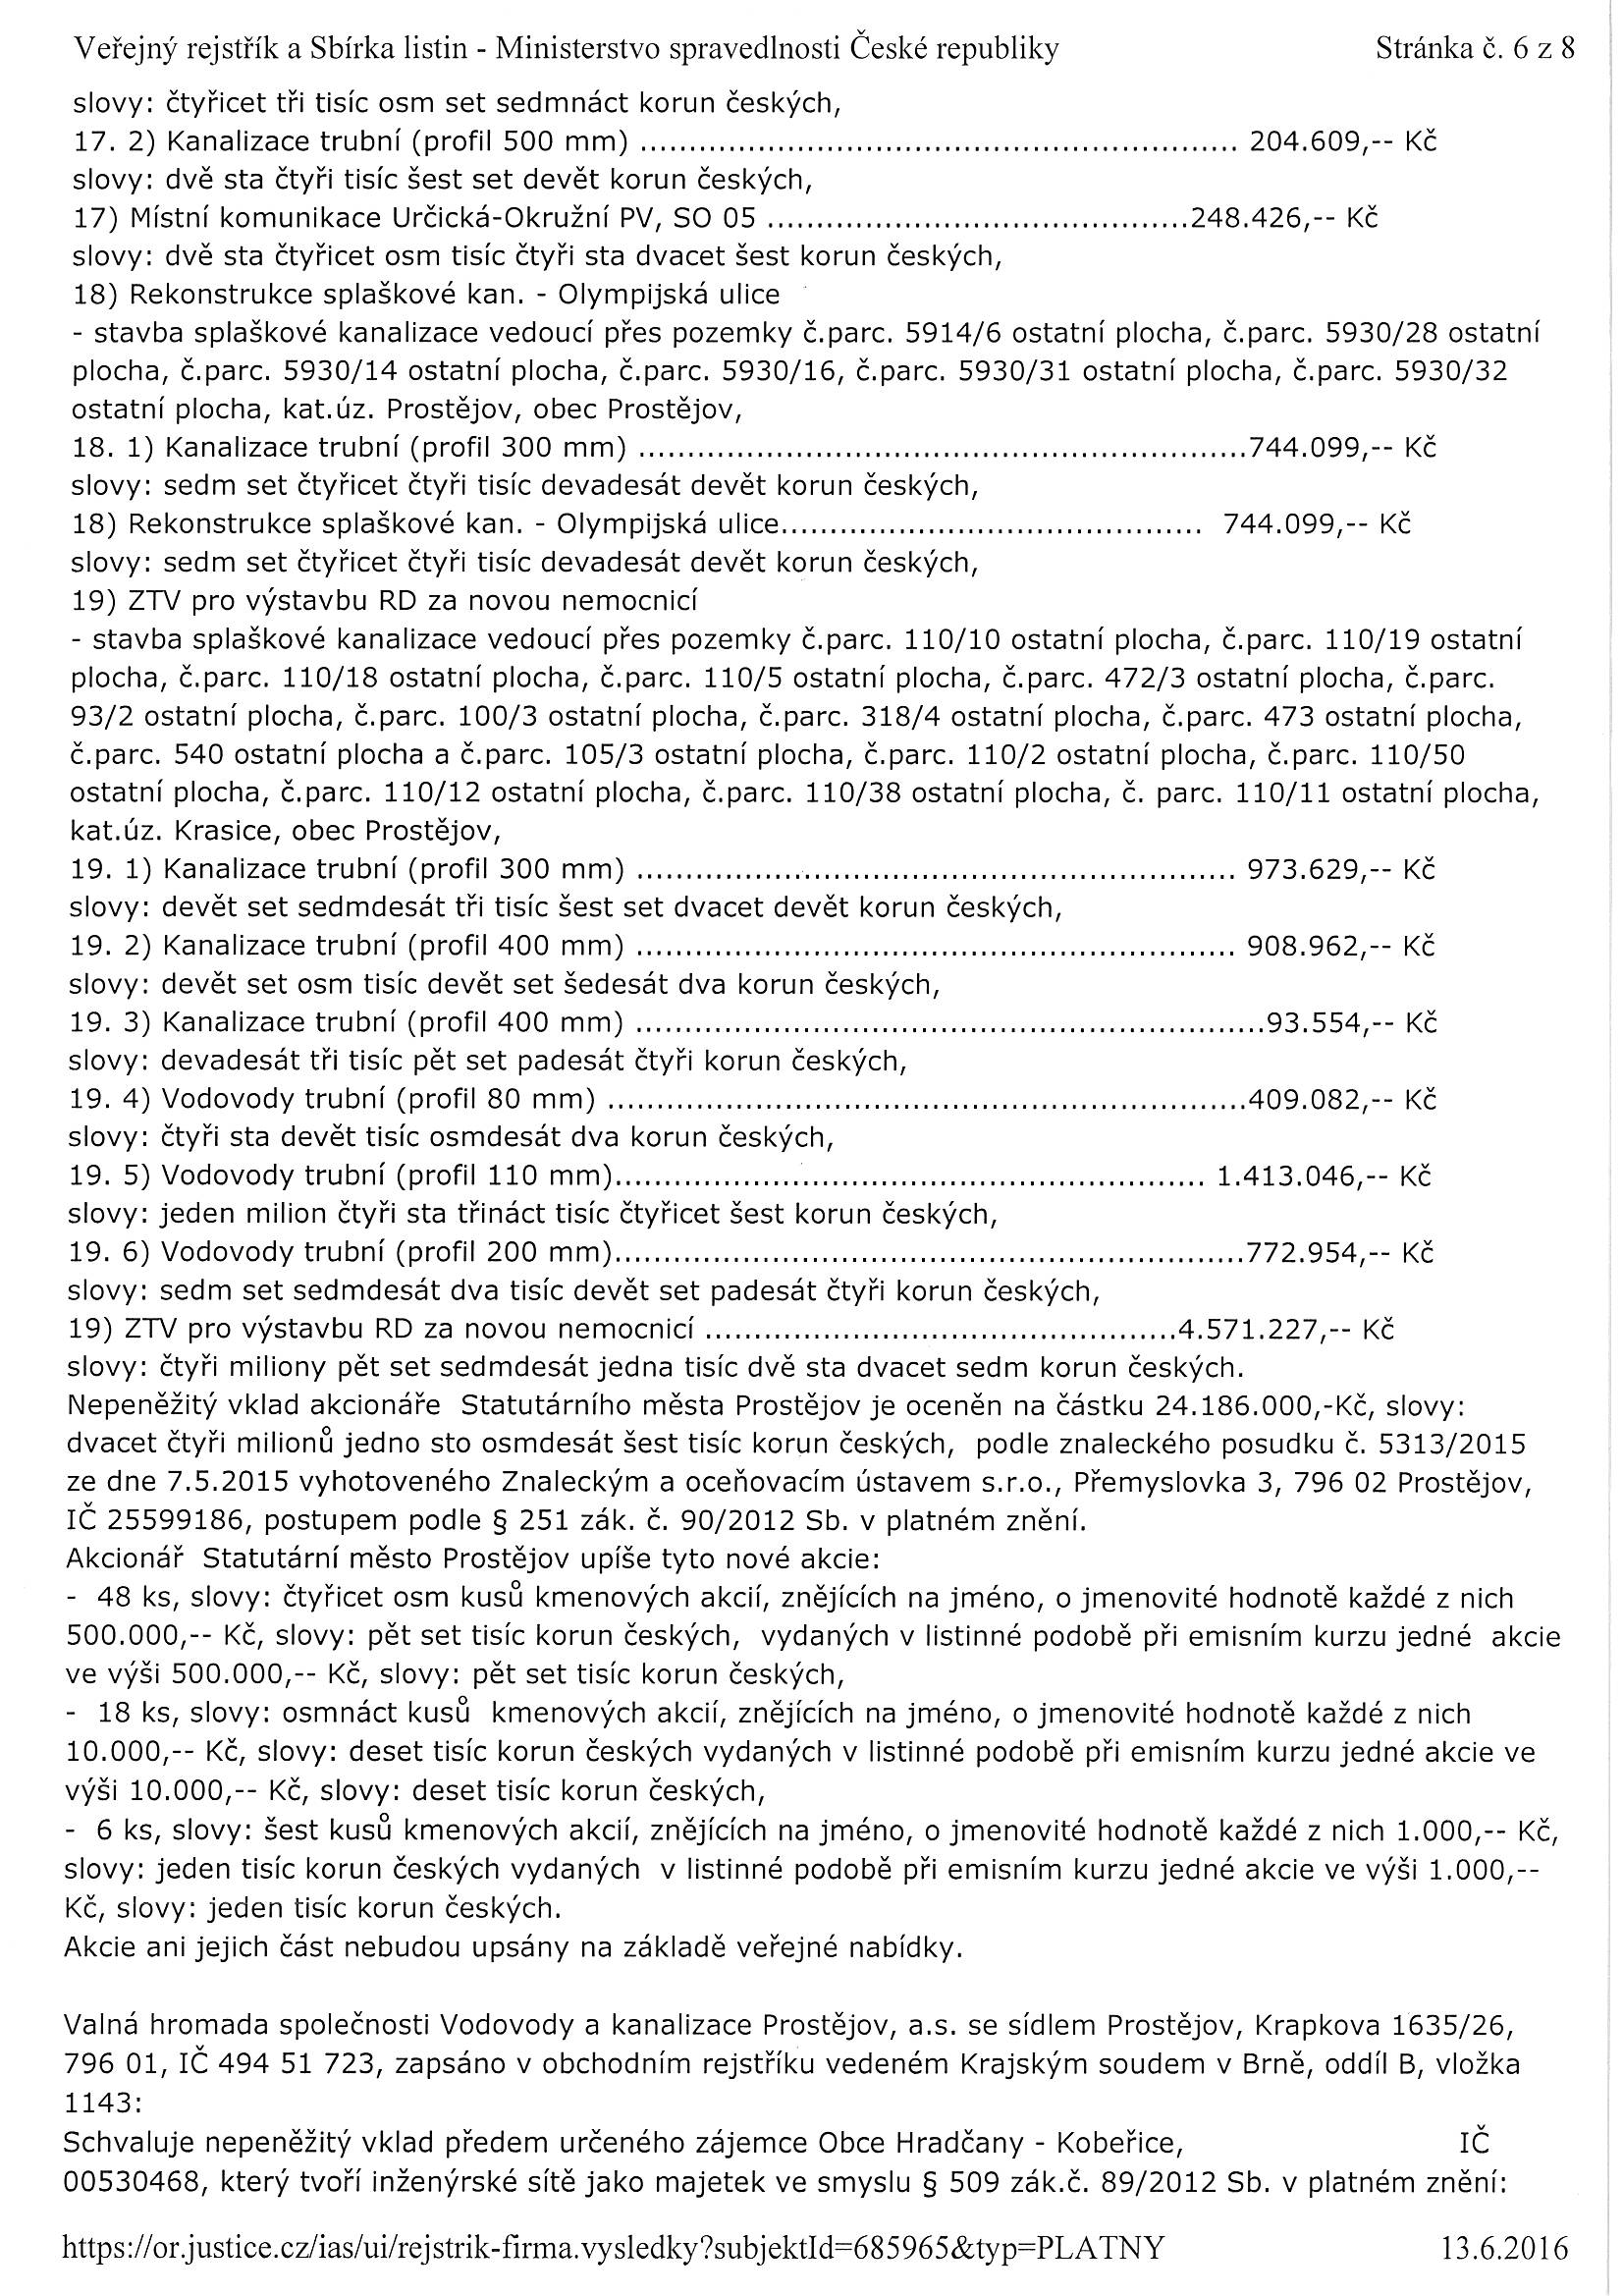 Veřejný rejstřík a Sbírka listin - Ministerstvo spravedlnosti České republiky Stránka č. 6 z 8
slovy: čtyřicet tři tisíc osm set sedmnáct korun českých,
17. 2) Kanalizace trubní (profil 500 mm) ............................................................ 204.609,-- Kč
slovy: dvě sta čtyři tisíc šest set devět korun českých,
17) Místní komunikace Určická-Okružní PV, SO 05 ...........................................248.426,-- Kč
slovy: dvě sta čtyřicet osm tisíc čtyři sta dvacet šest korun českých,
18) Rekonstrukce splaškové kan. - Olympijská ulice
- stavba splaškové kanalizace vedoucí přes pozemky č.parc. 5914/6 ostatní plocha, č.parc. 5930/28 ostatní
plocha, č.parc. 5930/14 ostatní plocha, č.parc. 5930/16, č.parc. 5930/31 ostatní plocha, č.parc. 5930/32
ostatní plocha, kat.úz. Prostějov, obec Prostějov,
18. 1) Kanalizace trubní (profil 300 mm) .............................................................744.099,-- Kč
slovy: sedm set čtyřicet čtyři tisíc devadesát devět korun českých,
18) Rekonstrukce splaškové kan. - Olympijská ulice........................................... 744.099,-- Kč
slovy: sedm set čtyřicet čtyři tisíc devadesát devět korun českých,
19) ZTV pro výstavbu RD za novou nemocnicí
- stavba splaškové kanalizace vedoucí přes pozemky č.parc. 110/10 ostatní plocha, č.parc. 110/19 ostatní
plocha, č.parc. 110/18 ostatní plocha, č.parc. 110/5 ostatní plocha, č.parc. 472/3 ostatní plocha, č.parc.
93/2 ostatní plocha, č.parc. 100/3 ostatní plocha, č.parc. 318/4 ostatní plocha, č.parc. 473 ostatní plocha,
č.parc. 540 ostatní plocha a č.parc. 105/3 ostatní plocha, č.parc. 110/2 ostatní plocha, č.parc. 110/50
ostatní plocha, č.parc. 110/12 ostatní plocha, č.parc. 110/38 ostatní plocha, č. parc. 110/11 ostatní plocha,
kat.úz. Krasice, obec Prostějov,
19. 1) Kanalizace trubní (profil 300 mm) ............................................................ 973.629,-- Kč
slovy: devět set sedmdesát tři tisíc šest set dvacet devět korun českých,
19. 2) Kanalizace trubní (profil 400 mm) ............................................................ 908.962,-- Kč
slovy: devět set osm tisíc devět set šedesát dva korun českých,
19. 3) Kanalizace trubní (profil 400 mm) ...............................................................93.554,-- Kč
slovy: devadesát tři tisíc pět set padesát čtyři korun českých,
19. 4) Vodovody trubní (profil 80 mm) ................................................................409.082,-- Kč
slovy: čtyři sta devět tisíc osmdesát dva korun českých,
19. 5) Vodovody trubní (profil 110 mm)............................................................ 1.413.046,-- Kč
slovy: jeden milion čtyři sta třináct tisíc čtyřicet šest korun českých,
19. 6) Vodovody trubní (profil 200 mm)...............................................................772.954,-- Kč
slovy: sedm set sedmdesát dva tisíc devět set padesát čtyři korun českých,
19) ZTV pro výstavbu RD za novou nemocnicí ...............................................4.571.227,-- Kč
slovy: čtyři miliony pět set sedmdesát jedna tisíc dvě sta dvacet sedm korun českých.
Nepeněžitý vklad akcionáře Statutárního města Prostějov je oceněn na částku 24.186.000,-Kč, slovy:
dvacet čtyři milionů jedno sto osmdesát šest tisíc korun českých, podle znaleckého posudku č. 5313/2015
ze dne 7.5.2015 vyhotoveného Znaleckým a oceňovacím ústavem s.r.o., Přemyslovka 3, 796 02 Prostějov,
IČ 25599186, postupem podle § 251 zák. č. 90/2012 Sb. v platném znění.
Akcionář Statutární město Prostějov upíše tyto nové akcie:
- 48 ks, slovy: čtyřicet osm kusů kmenových akcií, znějících na jméno, o jmenovité hodnotě každé z nich
500.000,-- Kč, slovy: pět set tisíc korun českých, vydaných v listinné podobě při emisním kurzu jedné akcie
ve výši 500.000,-- Kč, slovy: pět set tisíc korun českých,
- 18 ks, slovy: osmnáct kusů kmenových akcií, znějících na jméno, o jmenovité hodnotě každé z nich
10.000,-- Kč, slovy: deset tisíc korun českých vydaných v listinné podobě při emisním kurzu jedné akcie ve
výši 10.000,-- Kč, slovy: deset tisíc korun českých,
- 6 ks, slovy: šest kusů kmenových akcií, znějících na jméno, o jmenovité hodnotě každé z nich 1.000,-- Kč,
slovy: jeden tisíc korun českých vydaných v listinné podobě při emisním kurzu jedné akcie ve výši 1.000,--
Kč, slovy: jeden tisíc korun českých.
Akcie ani jejich část nebudou upsány na základě veřejné nabídky.
Valná hromada společnosti Vodovody a kanalizace Prostějov, a.s. se sídlem Prostějov, Krapkova 1635/26,
796 01, IČ 494 51 723, zapsáno v obchodním rejstříku vedeném Krajským soudem v Brně, oddíl B, vložka
1143:
Schvaluje nepeněžitý vklad předem určeného zájemce Obce Hradčany - Kobeřice, IČ
00530468, který tvoří inženýrské sítě jako majetek ve smyslu § 509 zák.č. 89/2012 Sb. v platném znění:
https://or.justice.cz/ias/ui/rejstrik-firma.vysledky?subjektId=685965&typ=PLATNY 13.6.2016